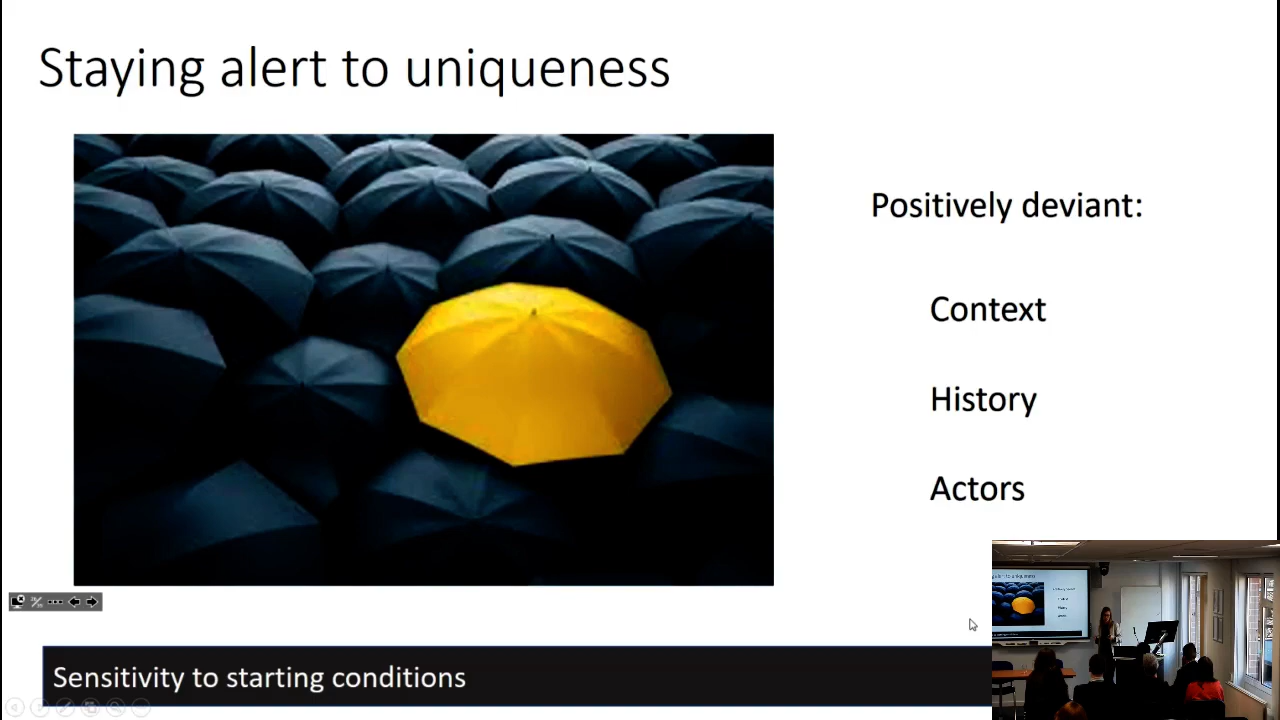 Staying alert to uniqueness
Positively deviant:
Context
History
Actors
Sensitivity to starting conditions